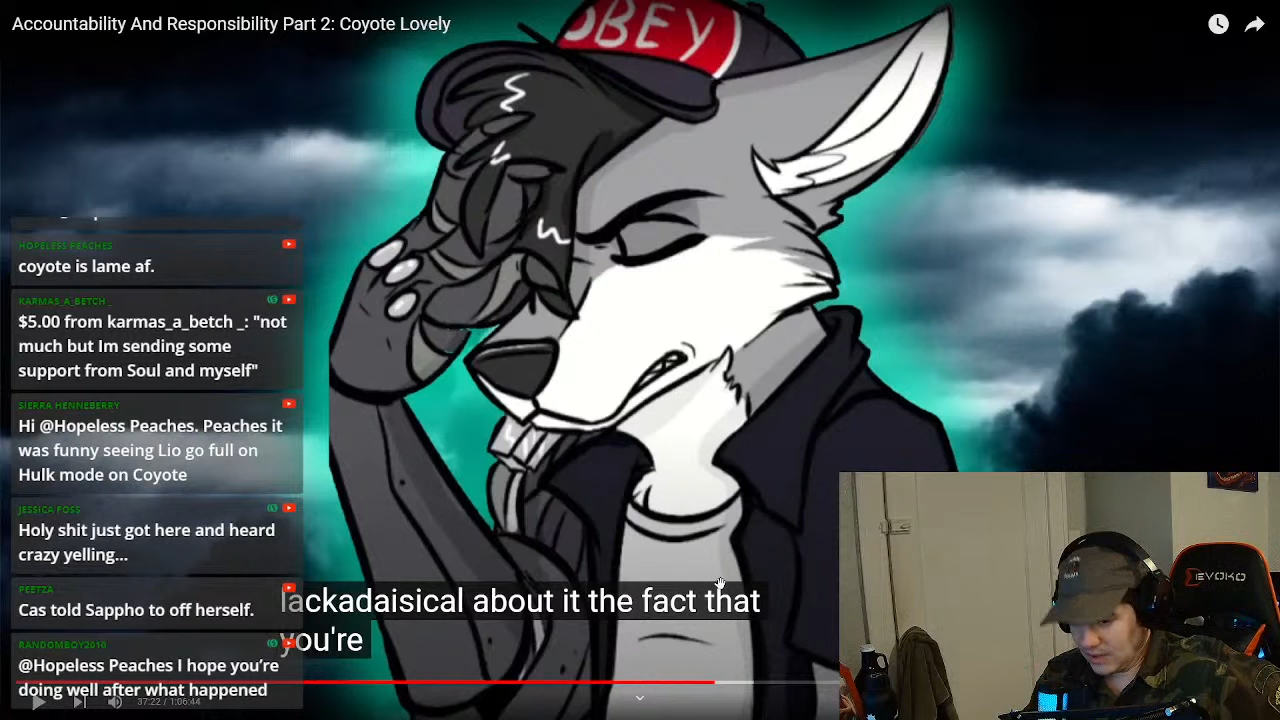 Accountability And Responsibility Part 2: Coyote Lovely
OBEY
HOPELESS PEACHES
coyote is lame af.
KARMAS_A_BETCH _
$5.00 from karmas_a_betch _: "not
much but Im sending some
support from Soul and myself"
SIERRA HENNEBERRY
Hi @Hopeless Peaches. Peaches it
was funny seeing Lio go full on
Hulk mode on Coyote
JESSICA FOSS
Holy shit just got here and heard
crazy yelling...
PEETZA
Cas told Sappho to off herself.
RANDOMBOY2010
@Hopeless Peaches I hope you're
doing well after what happened
lackadaisical about it the fact that
you're
37:22 / 1:06:44
EVOKO